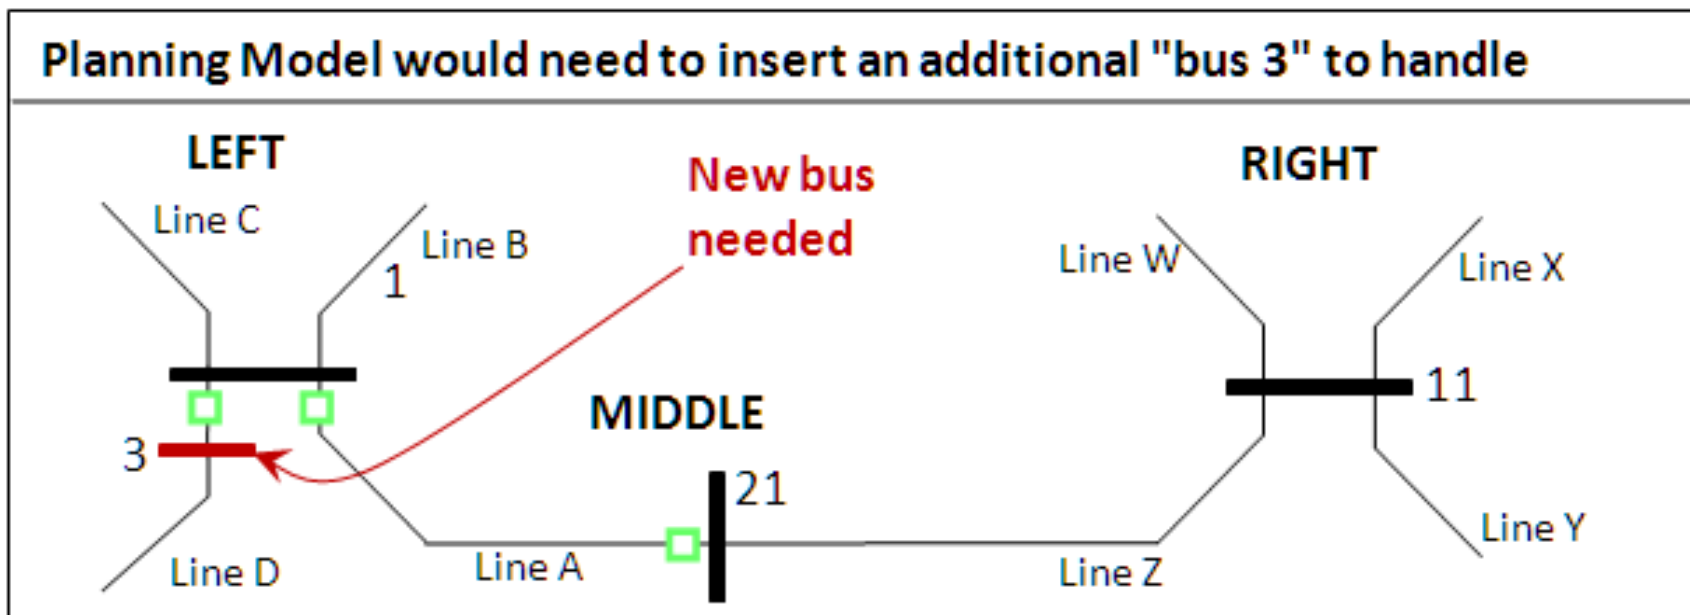 Planning Model would need to insert an additional "bus 3" to handle
LEFT
RIGHT
New bus
needed
Line C
Line B
1
Line W
Line X
MIDDLE
11
3
21
Line D
Line A
Line Z
Line Y